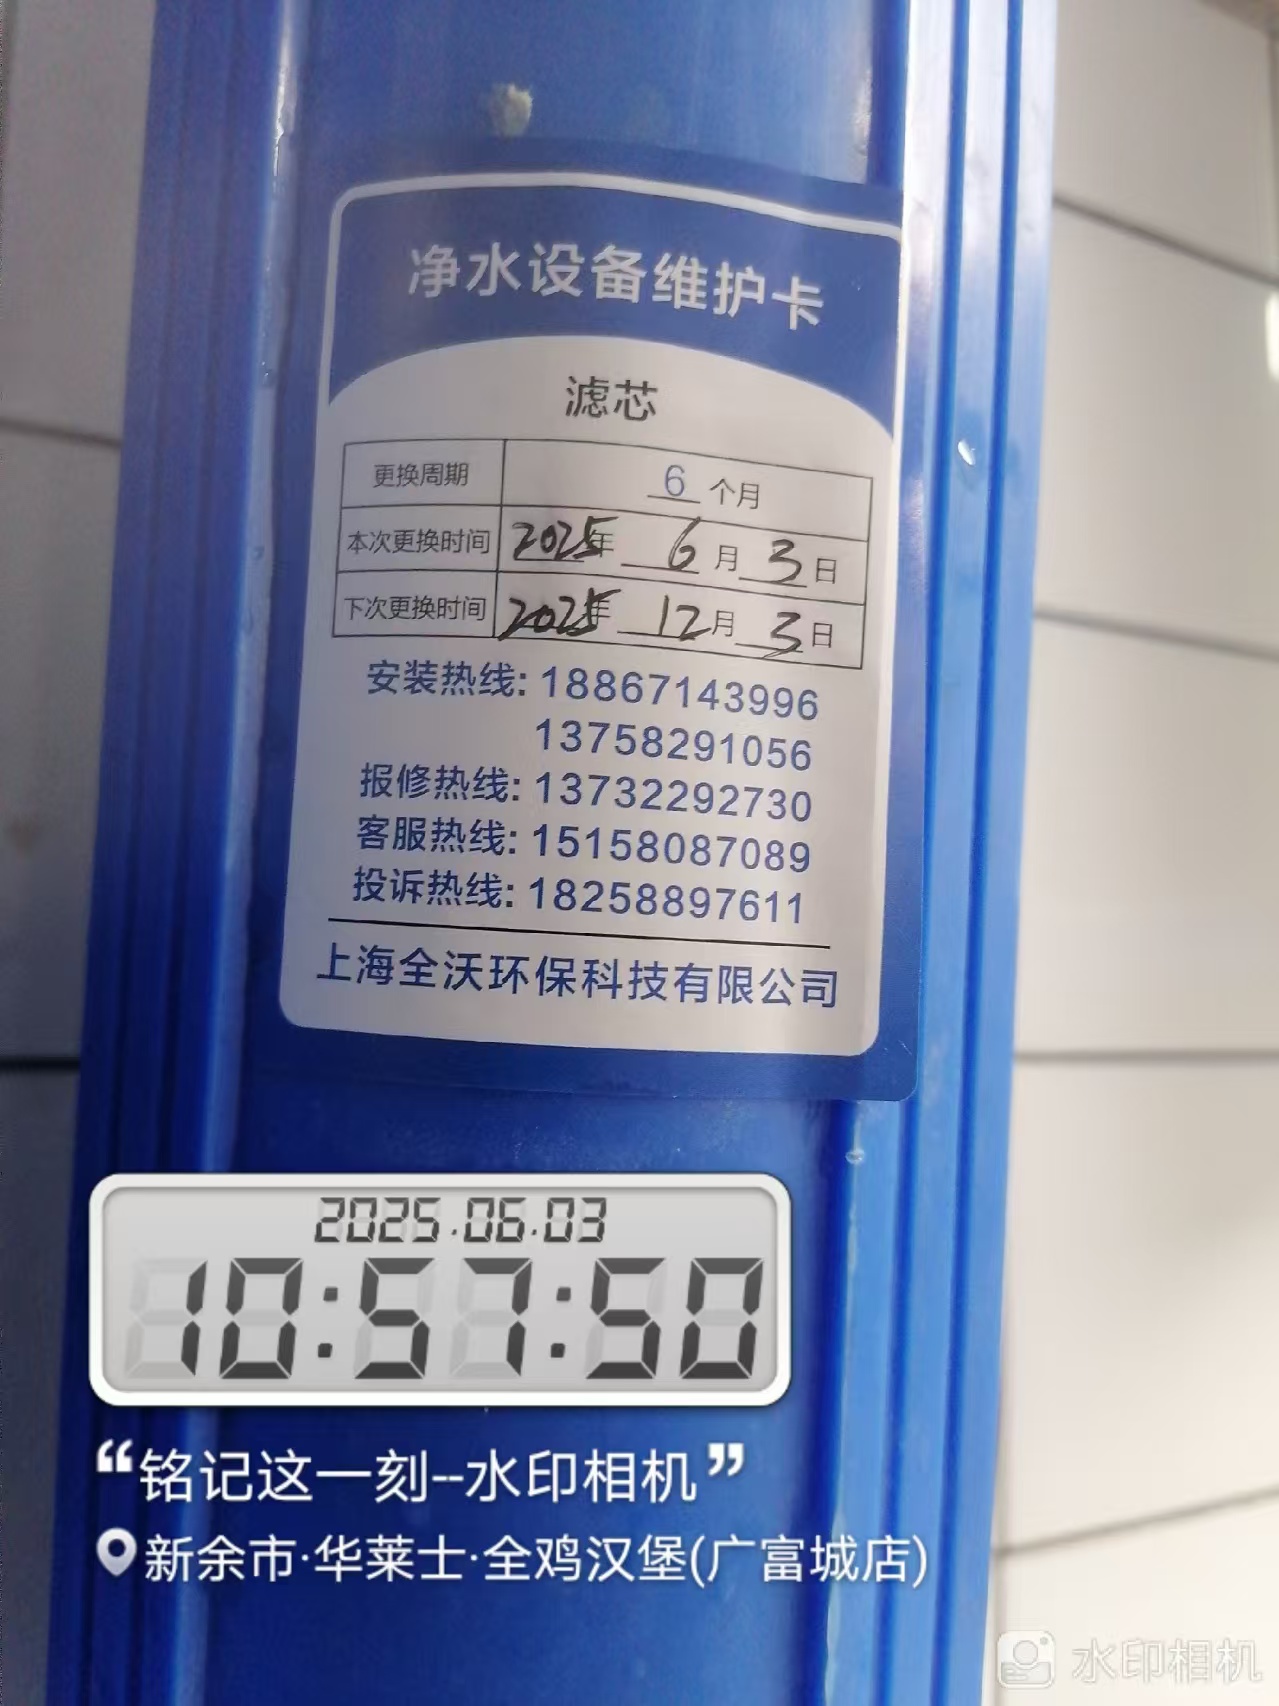 净水设备维护卡
滤芯
更换周期 6 个月
本次更换时间 2025年 6月 3日
下次更换时间 2025年 12月 3日
安装热线: 18867143996
13758291056
报修热线: 13732292730
客服热线: 15158087089
投诉热线: 18258897611
上海全沃环保科技有限公司
2025.06.03
10:57:50
“铭记这一刻--水印相机”
新余市·华莱士·全鸡汉堡(广富城店)
水印相机